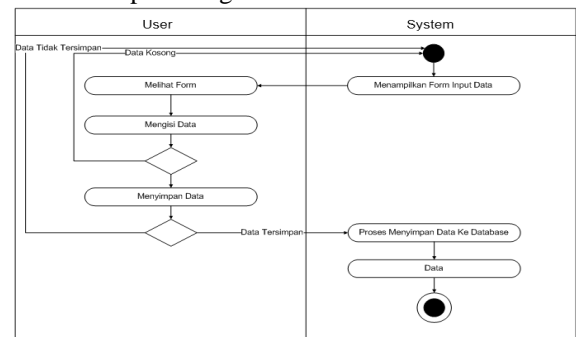 User
System
Data Tidak Tersimpan
Data Kosong
Melihat Form
Menampilkan Form Input Data
Mengisi Data
Menyimpan Data
Data Tersimpan
Proses Menyimpan Data Ke Database
Data